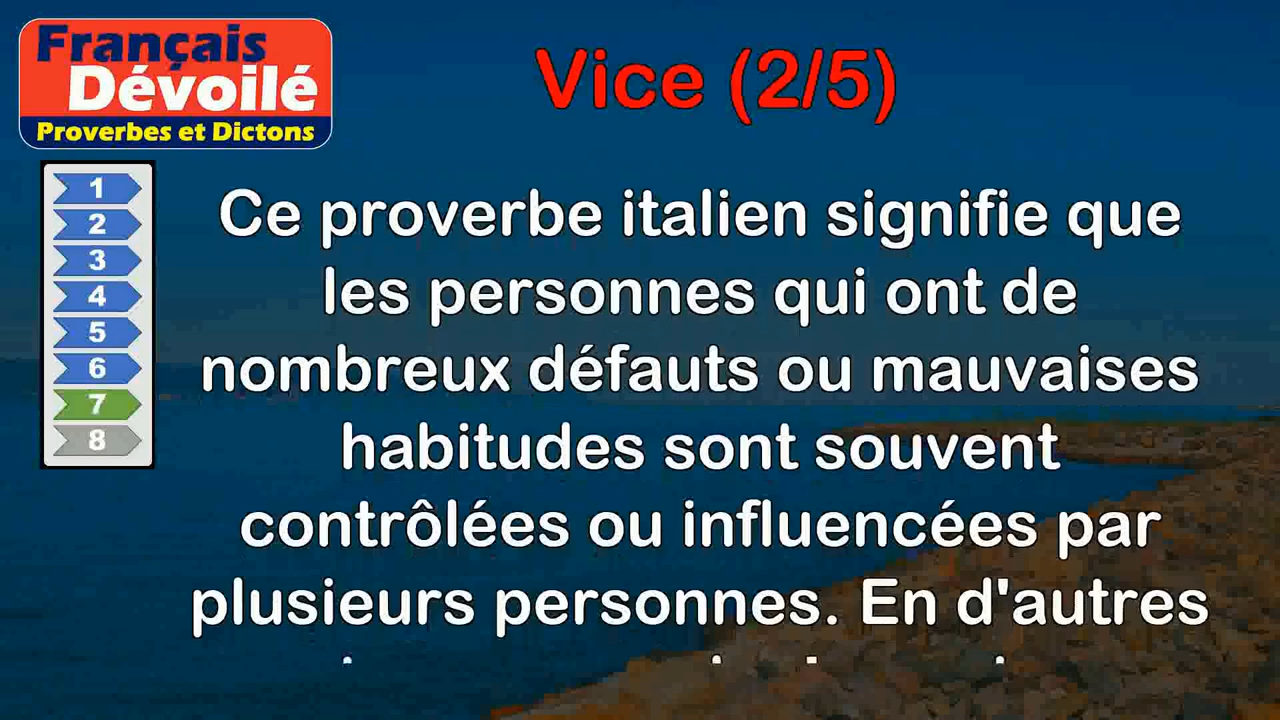 Français
Dévoilé
Proverbes et Dictons
Vice (2/5)
1
2
3
4
5
6
7
8
Ce proverbe italien signifie que
les personnes qui ont de
nombreux défauts ou mauvaises
habitudes sont souvent
contrôlées ou influencées par
plusieurs personnes. En d'autres